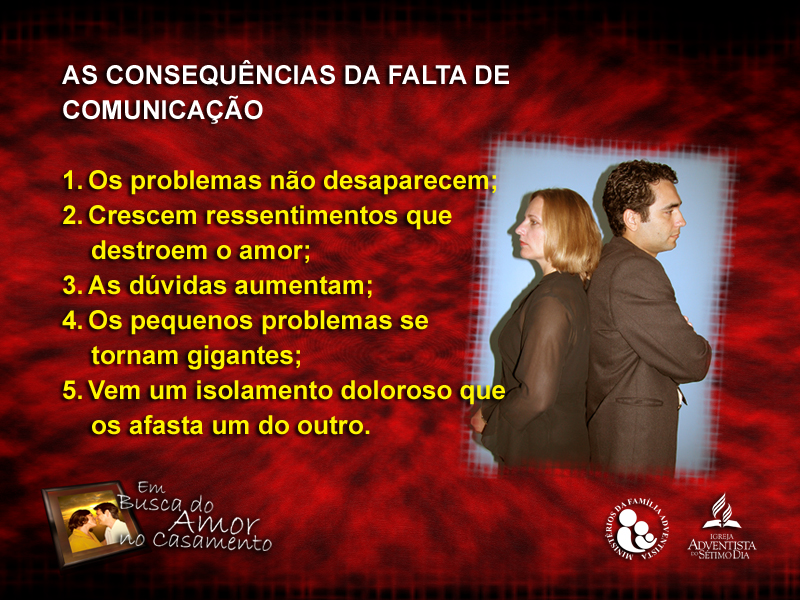 AS CONSEQUÊNCIAS DA FALTA DE
COMUNICAÇÃO
1. Os problemas não desaparecem;
2. Crescem ressentimentos que
destroem o amor;
3. As dúvidas aumentam;
4. Os pequenos problemas se
tornam gigantes;
5. Vem um isolamento doloroso que
os afasta um do outro.
Em
Busca do
Amor
no Casamento
MINISTÉRIOS DA FAMÍLIA ADVENTISTA
IGREJA
ADVENTISTA
DO SÉTIMO DIA